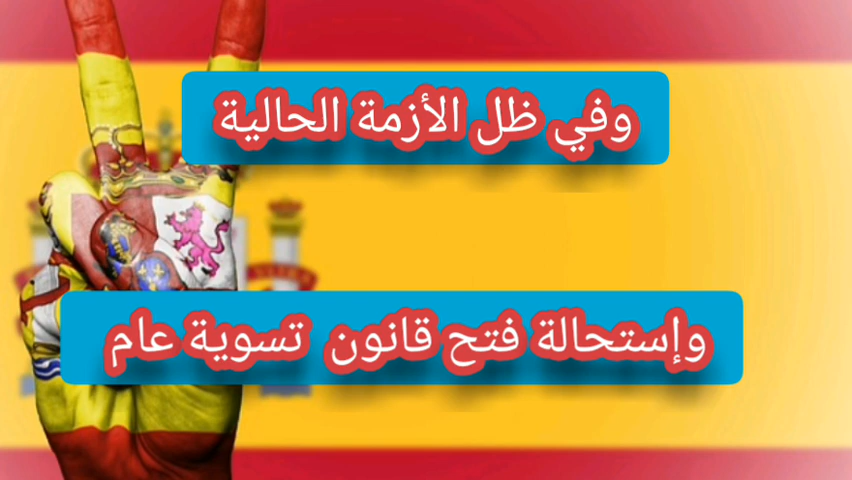 وفي ظل الأزمة الحالية
وإستحالة فتح قانون تسوية عام